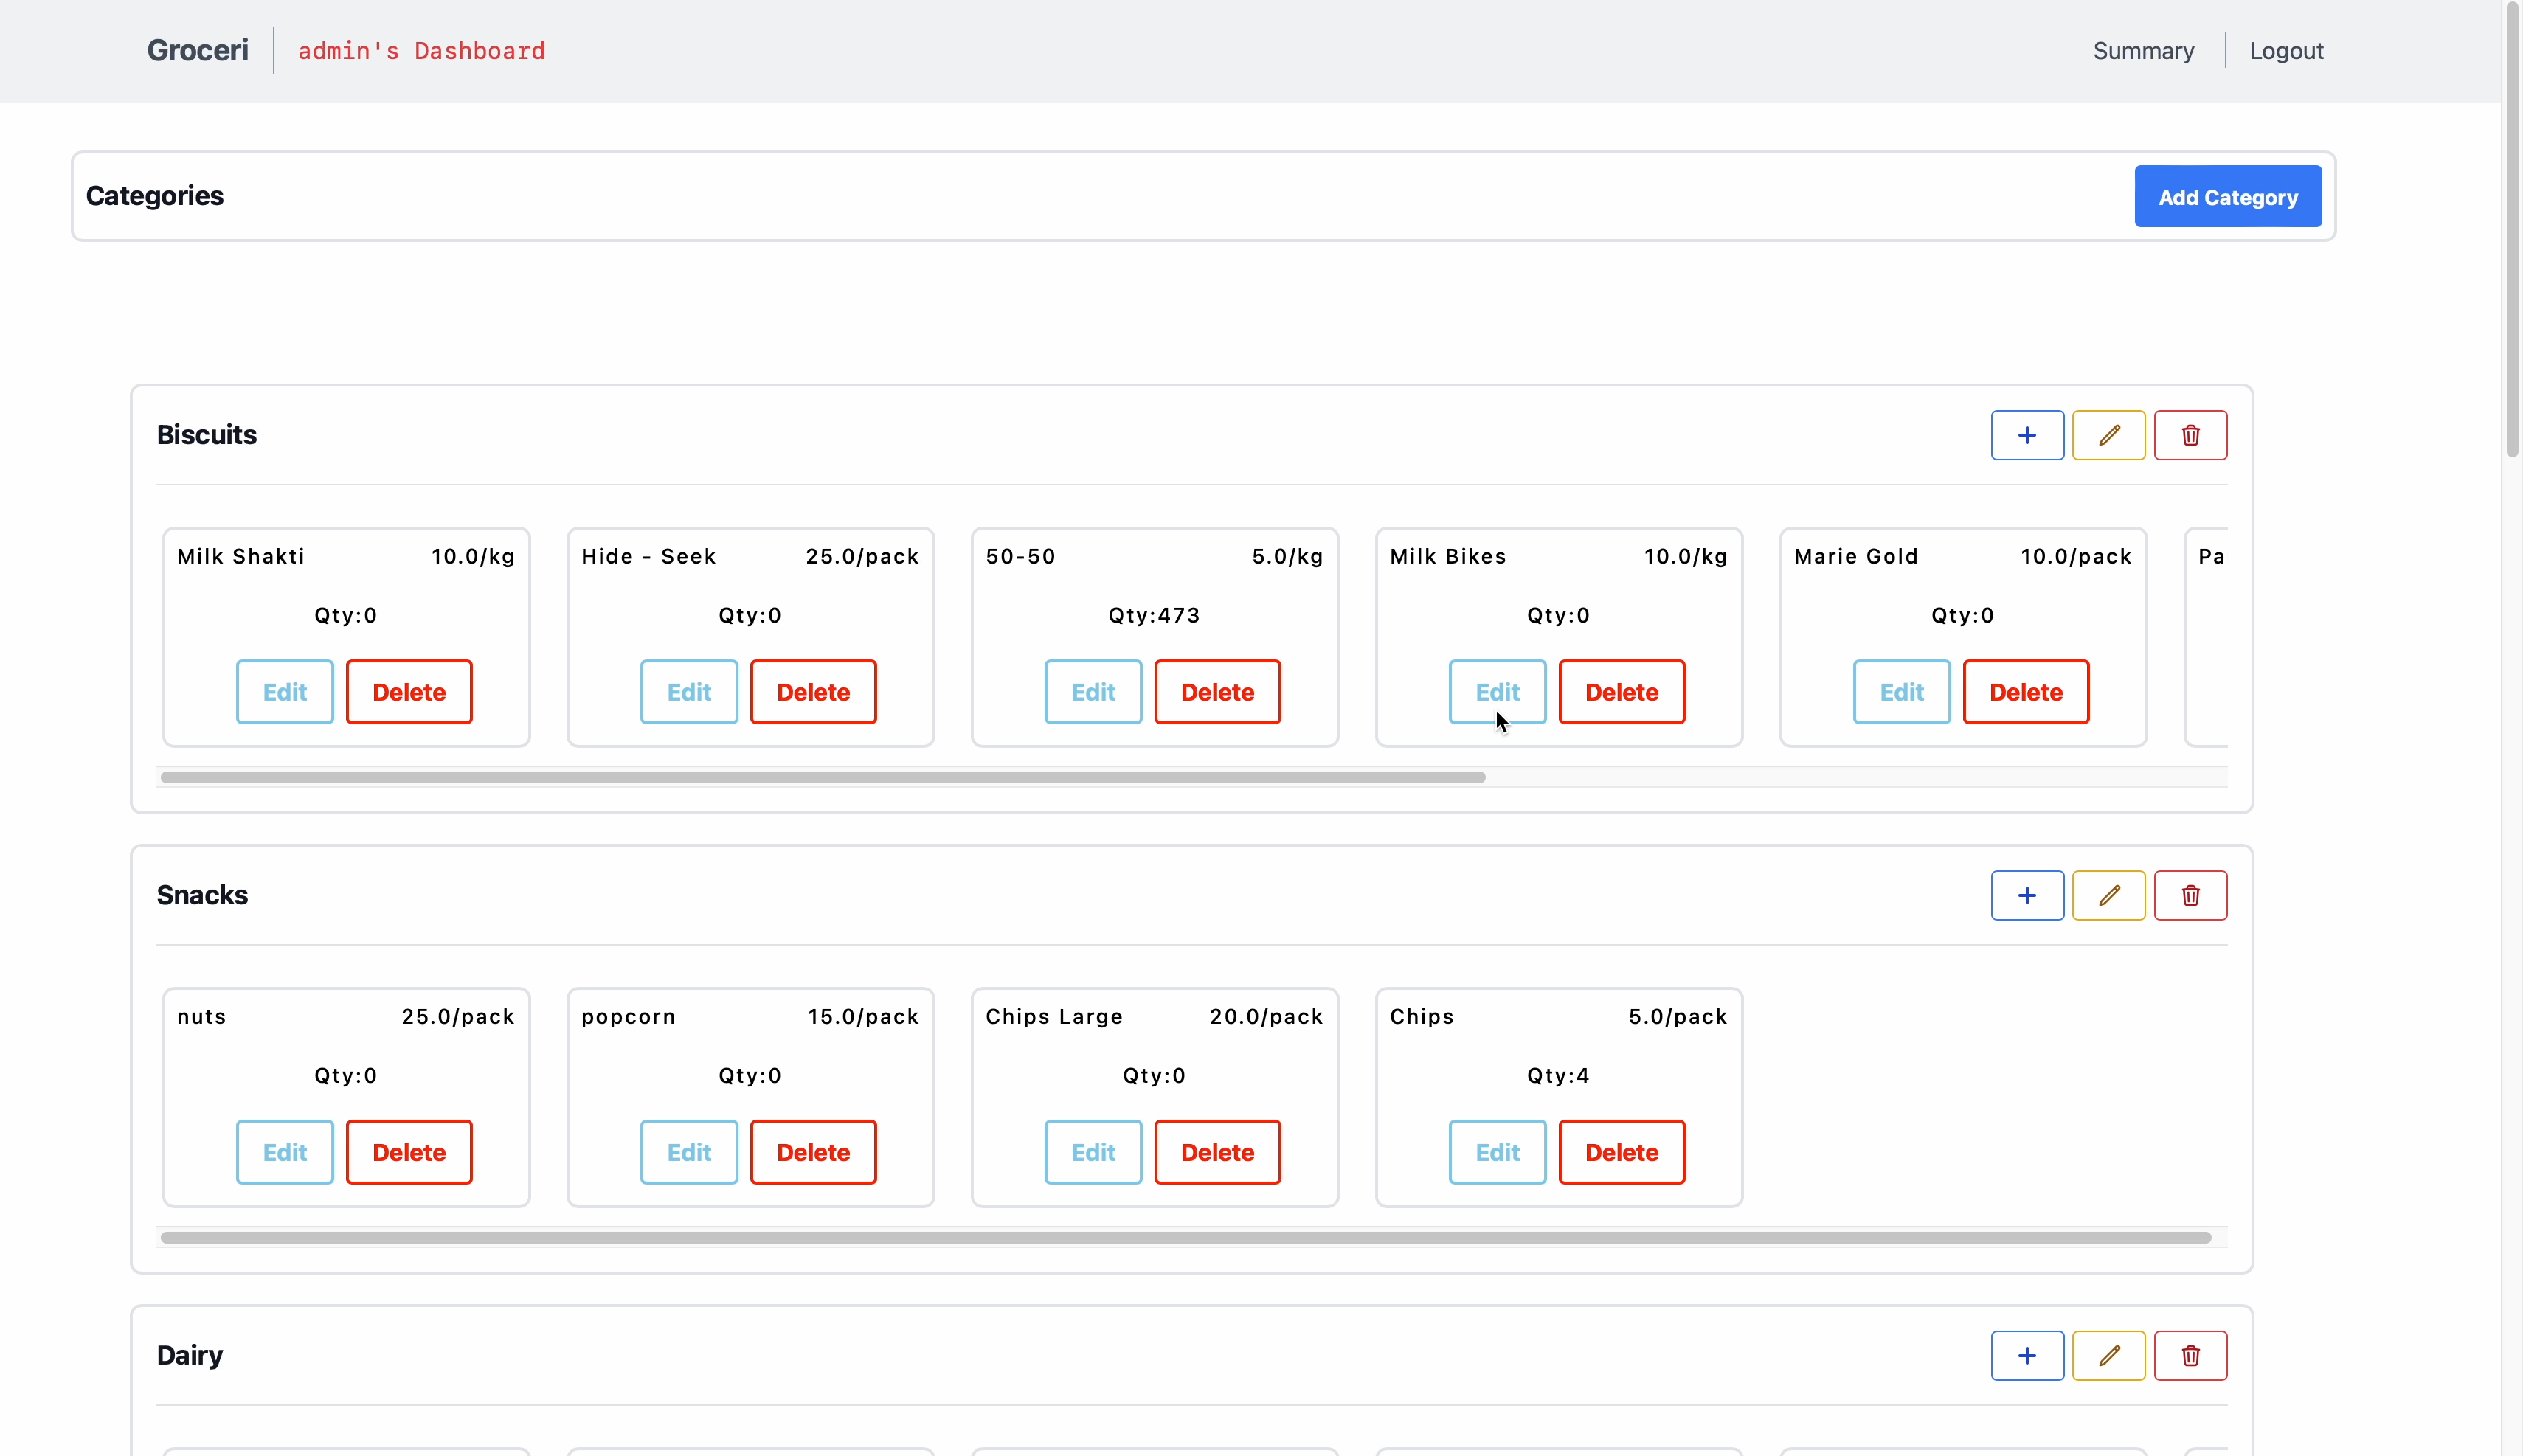 Groceri admin's Dashboard Summary Logout
Categories Add Category
Biscuits
Milk Shakti 10.0/kg Hide - Seek 25.0/pack 50-50 5.0/kg Milk Bikes 10.0/kg Marie Gold 10.0/pack Pa
Qty:0 Qty:0 Qty:473 Qty:0 Qty:0
Edit Delete Edit Delete Edit Delete Edit Delete Edit Delete
Snacks
nuts 25.0/pack popcorn 15.0/pack Chips Large 20.0/pack Chips 5.0/pack
Qty:0 Qty:0 Qty:0 Qty:4
Edit Delete Edit Delete Edit Delete Edit Delete
Dairy